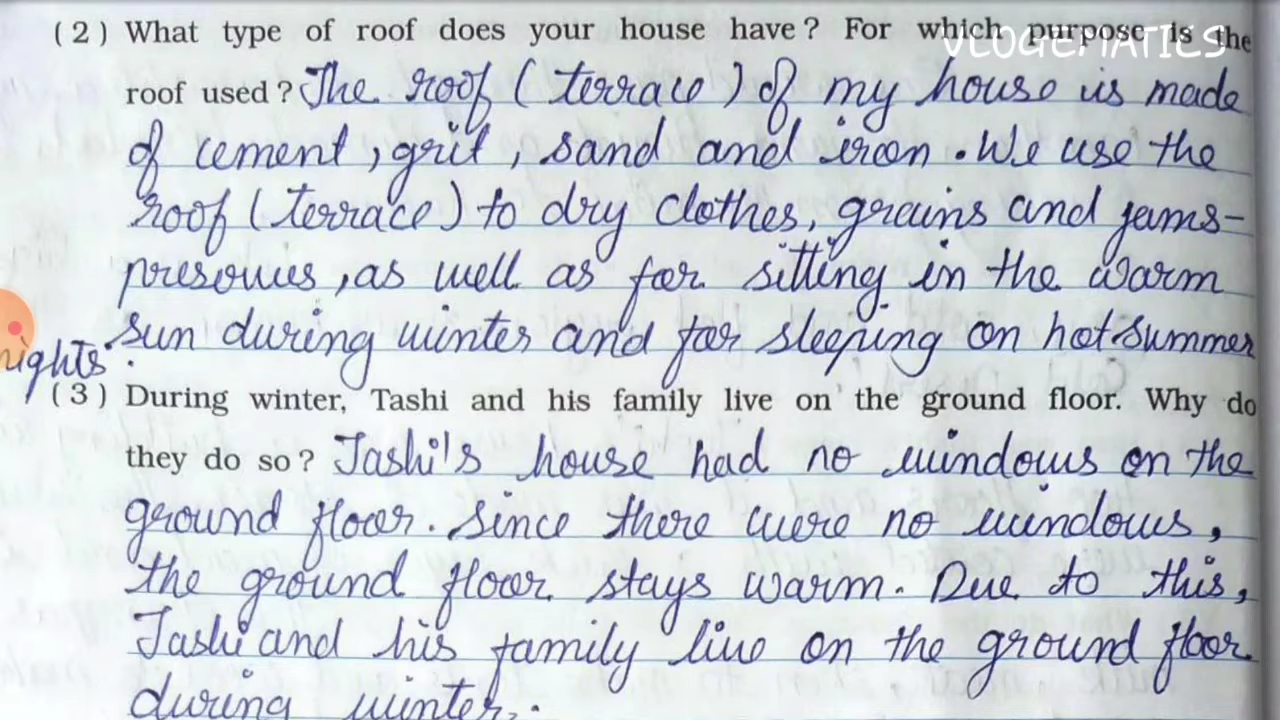 VLOGEMATICS
(2) What type of roof does your house have? For which purpose is the
roof used? The roof (terrace) of my house is made
of cement, grit, sand and iron. We use the
roof (terrace) to dry clothes, grains and jams-
preserves, as well as for sitting in the warm
sun during winter and for sleeping on hot summer
nights.
(3) During winter, Tashi and his family live on the ground floor. Why do
they do so? Tashi's house had no windows on the
ground floor. Since there were no windows,
the ground floor stays warm. Due to this,
Tashi and his family live on the ground floor
during winter.